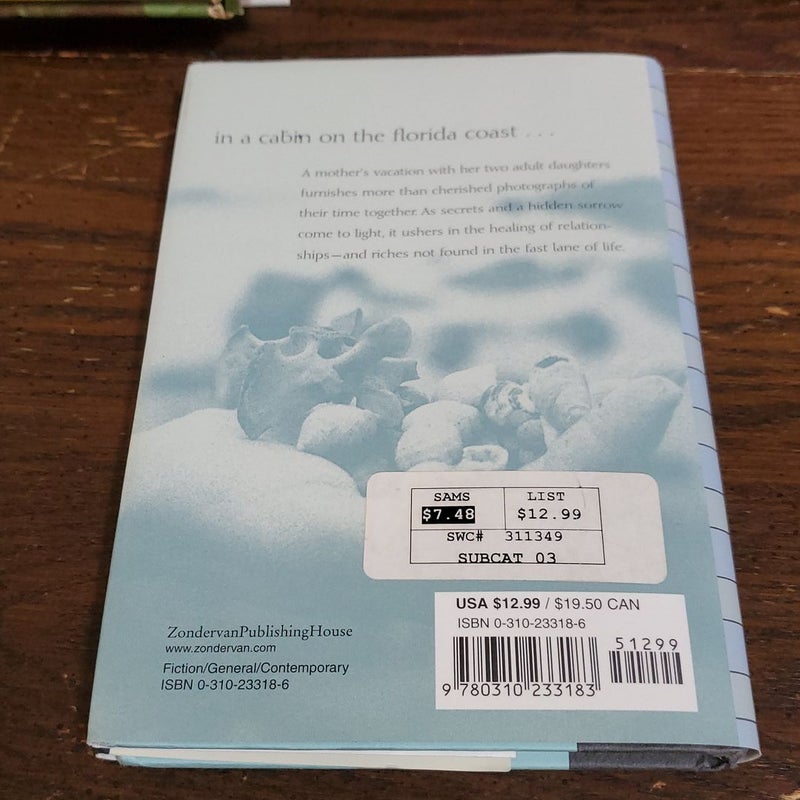 in a cabin on the florida coast . . .
A mother's vacation with her two adult daughters
furnishes more than cherished photographs of
their time together. As secrets and a hidden sorrow
come to light, it ushers in the healing of relation-
ships—and riches not found in the fast lane of life.
SAMS LIST
$7.48 $12.99
SWC# 311349
SUBCAT 03
USA $12.99 / $19.50 CAN
ISBN 0-310-23318-6
51299
9 780310 233183
ZondervanPublishingHouse
www.zondervan.com
Fiction/General/Contemporary
ISBN 0-310-23318-6